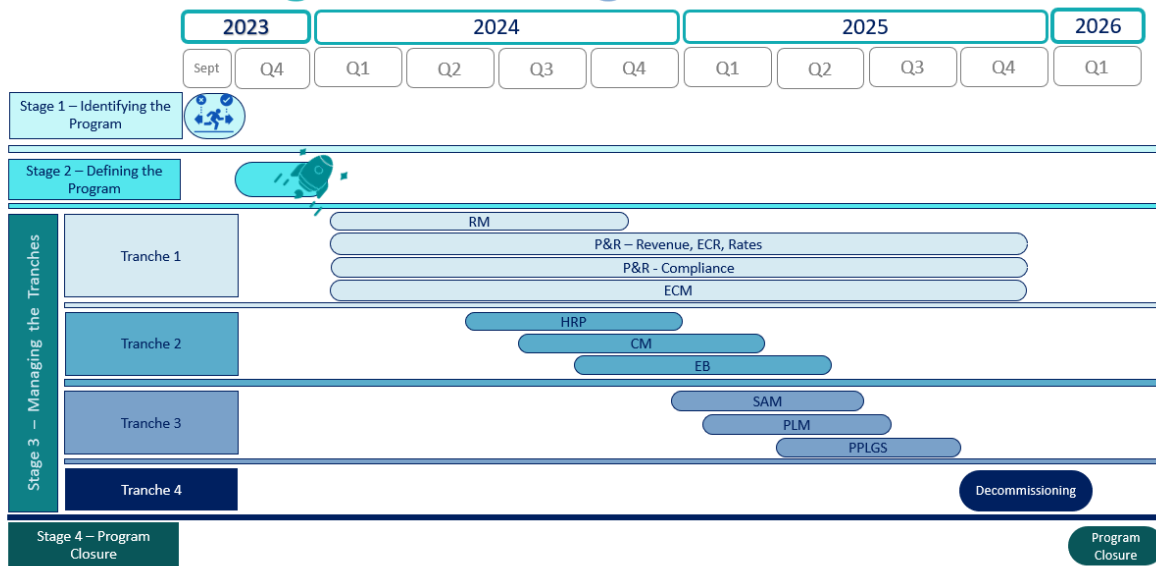 2023
2024
2025
2026
Sept
Q4
Q1
Q2
Q3
Q4
Q1
Q2
Q3
Q4
Q1
Stage 1 – Identifying the
Program
Stage 2 – Defining the
Program
Stage 3 – Managing the Tranches
Tranche 1
RM
P&R – Revenue, ECR, Rates
P&R - Compliance
ECM
Tranche 2
HRP
CM
EB
Tranche 3
SAM
PLM
PPLGS
Tranche 4
Decommissioning
Stage 4 – Program
Closure
Program
Closure